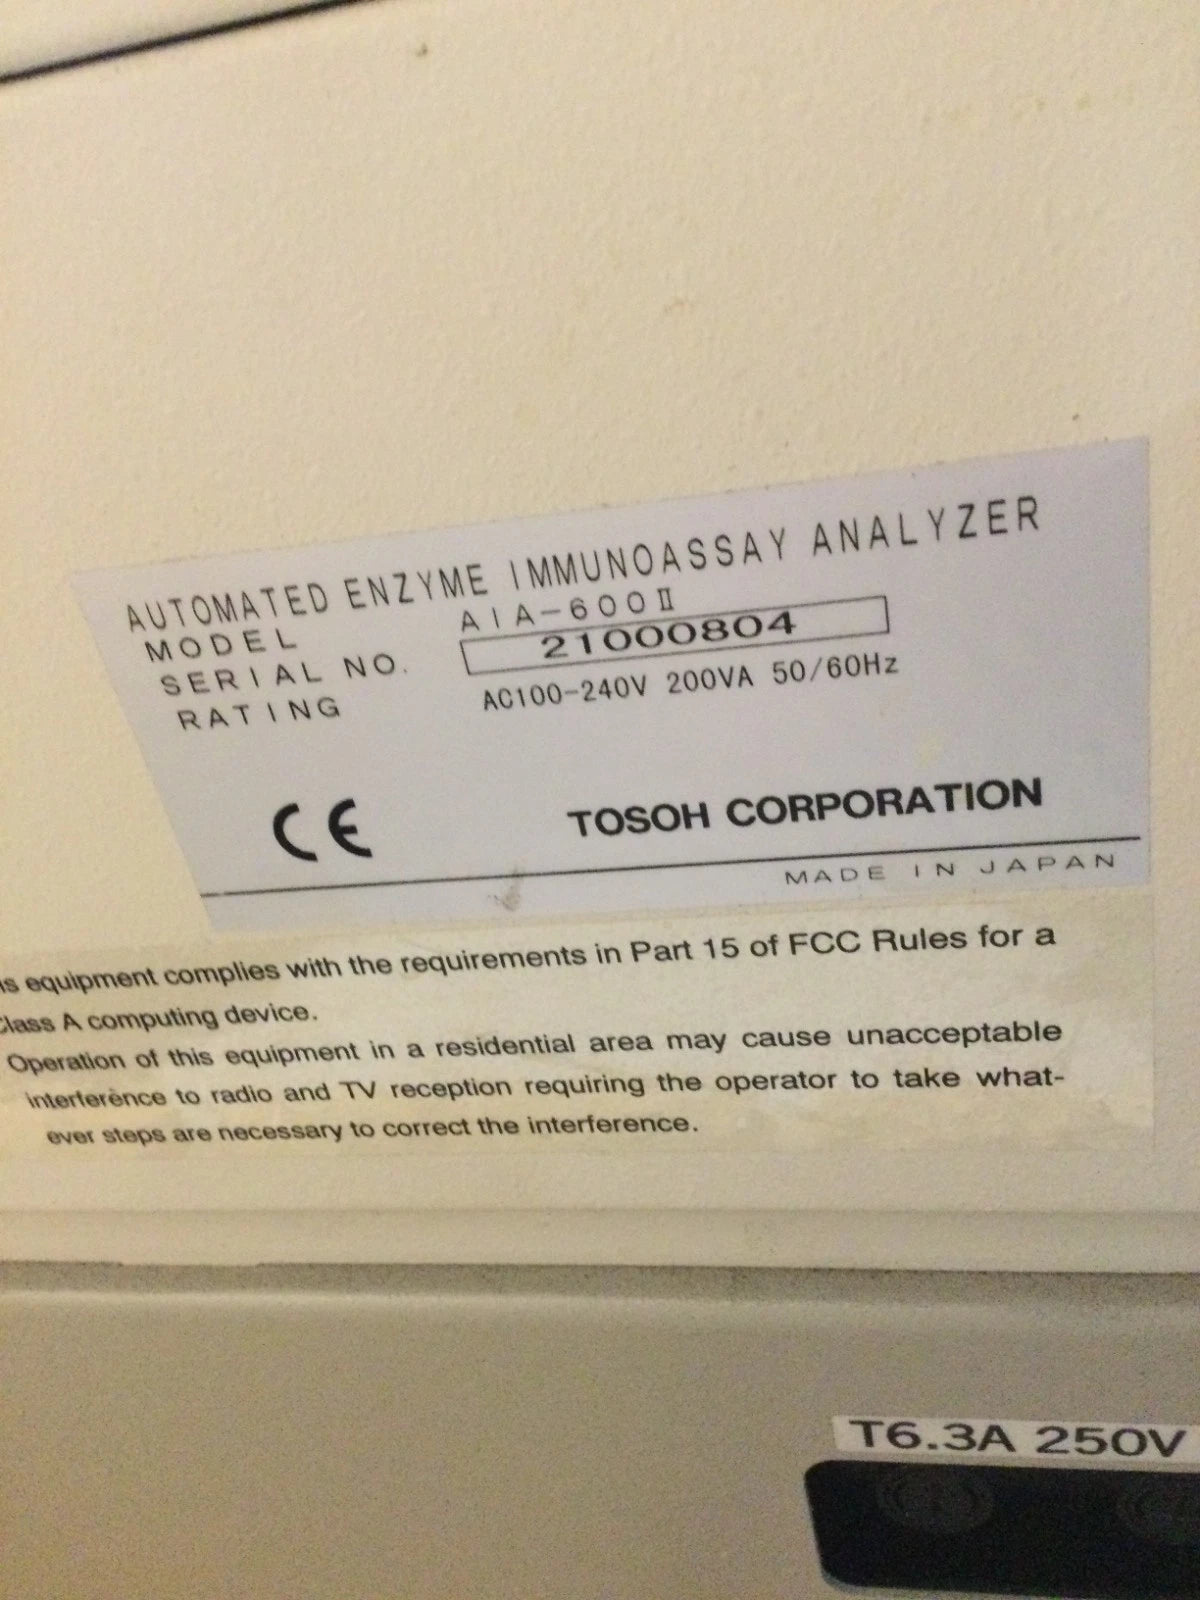 AUTOMATED ENZYME IMMUNOASSAY ANALYZER
MODEL AIA-600II
SERIAL NO. 21000804
RATING AC100-240V 200VA 50/60Hz
CE TOSOH CORPORATION
MADE IN JAPAN
is equipment complies with the requirements in Part 15 of FCC Rules for a
Class A computing device.
Operation of this equipment in a residential area may cause unacceptable
interference to radio and TV reception requiring the operator to take what-
ever steps are necessary to correct the interference.
T6.3A 250V